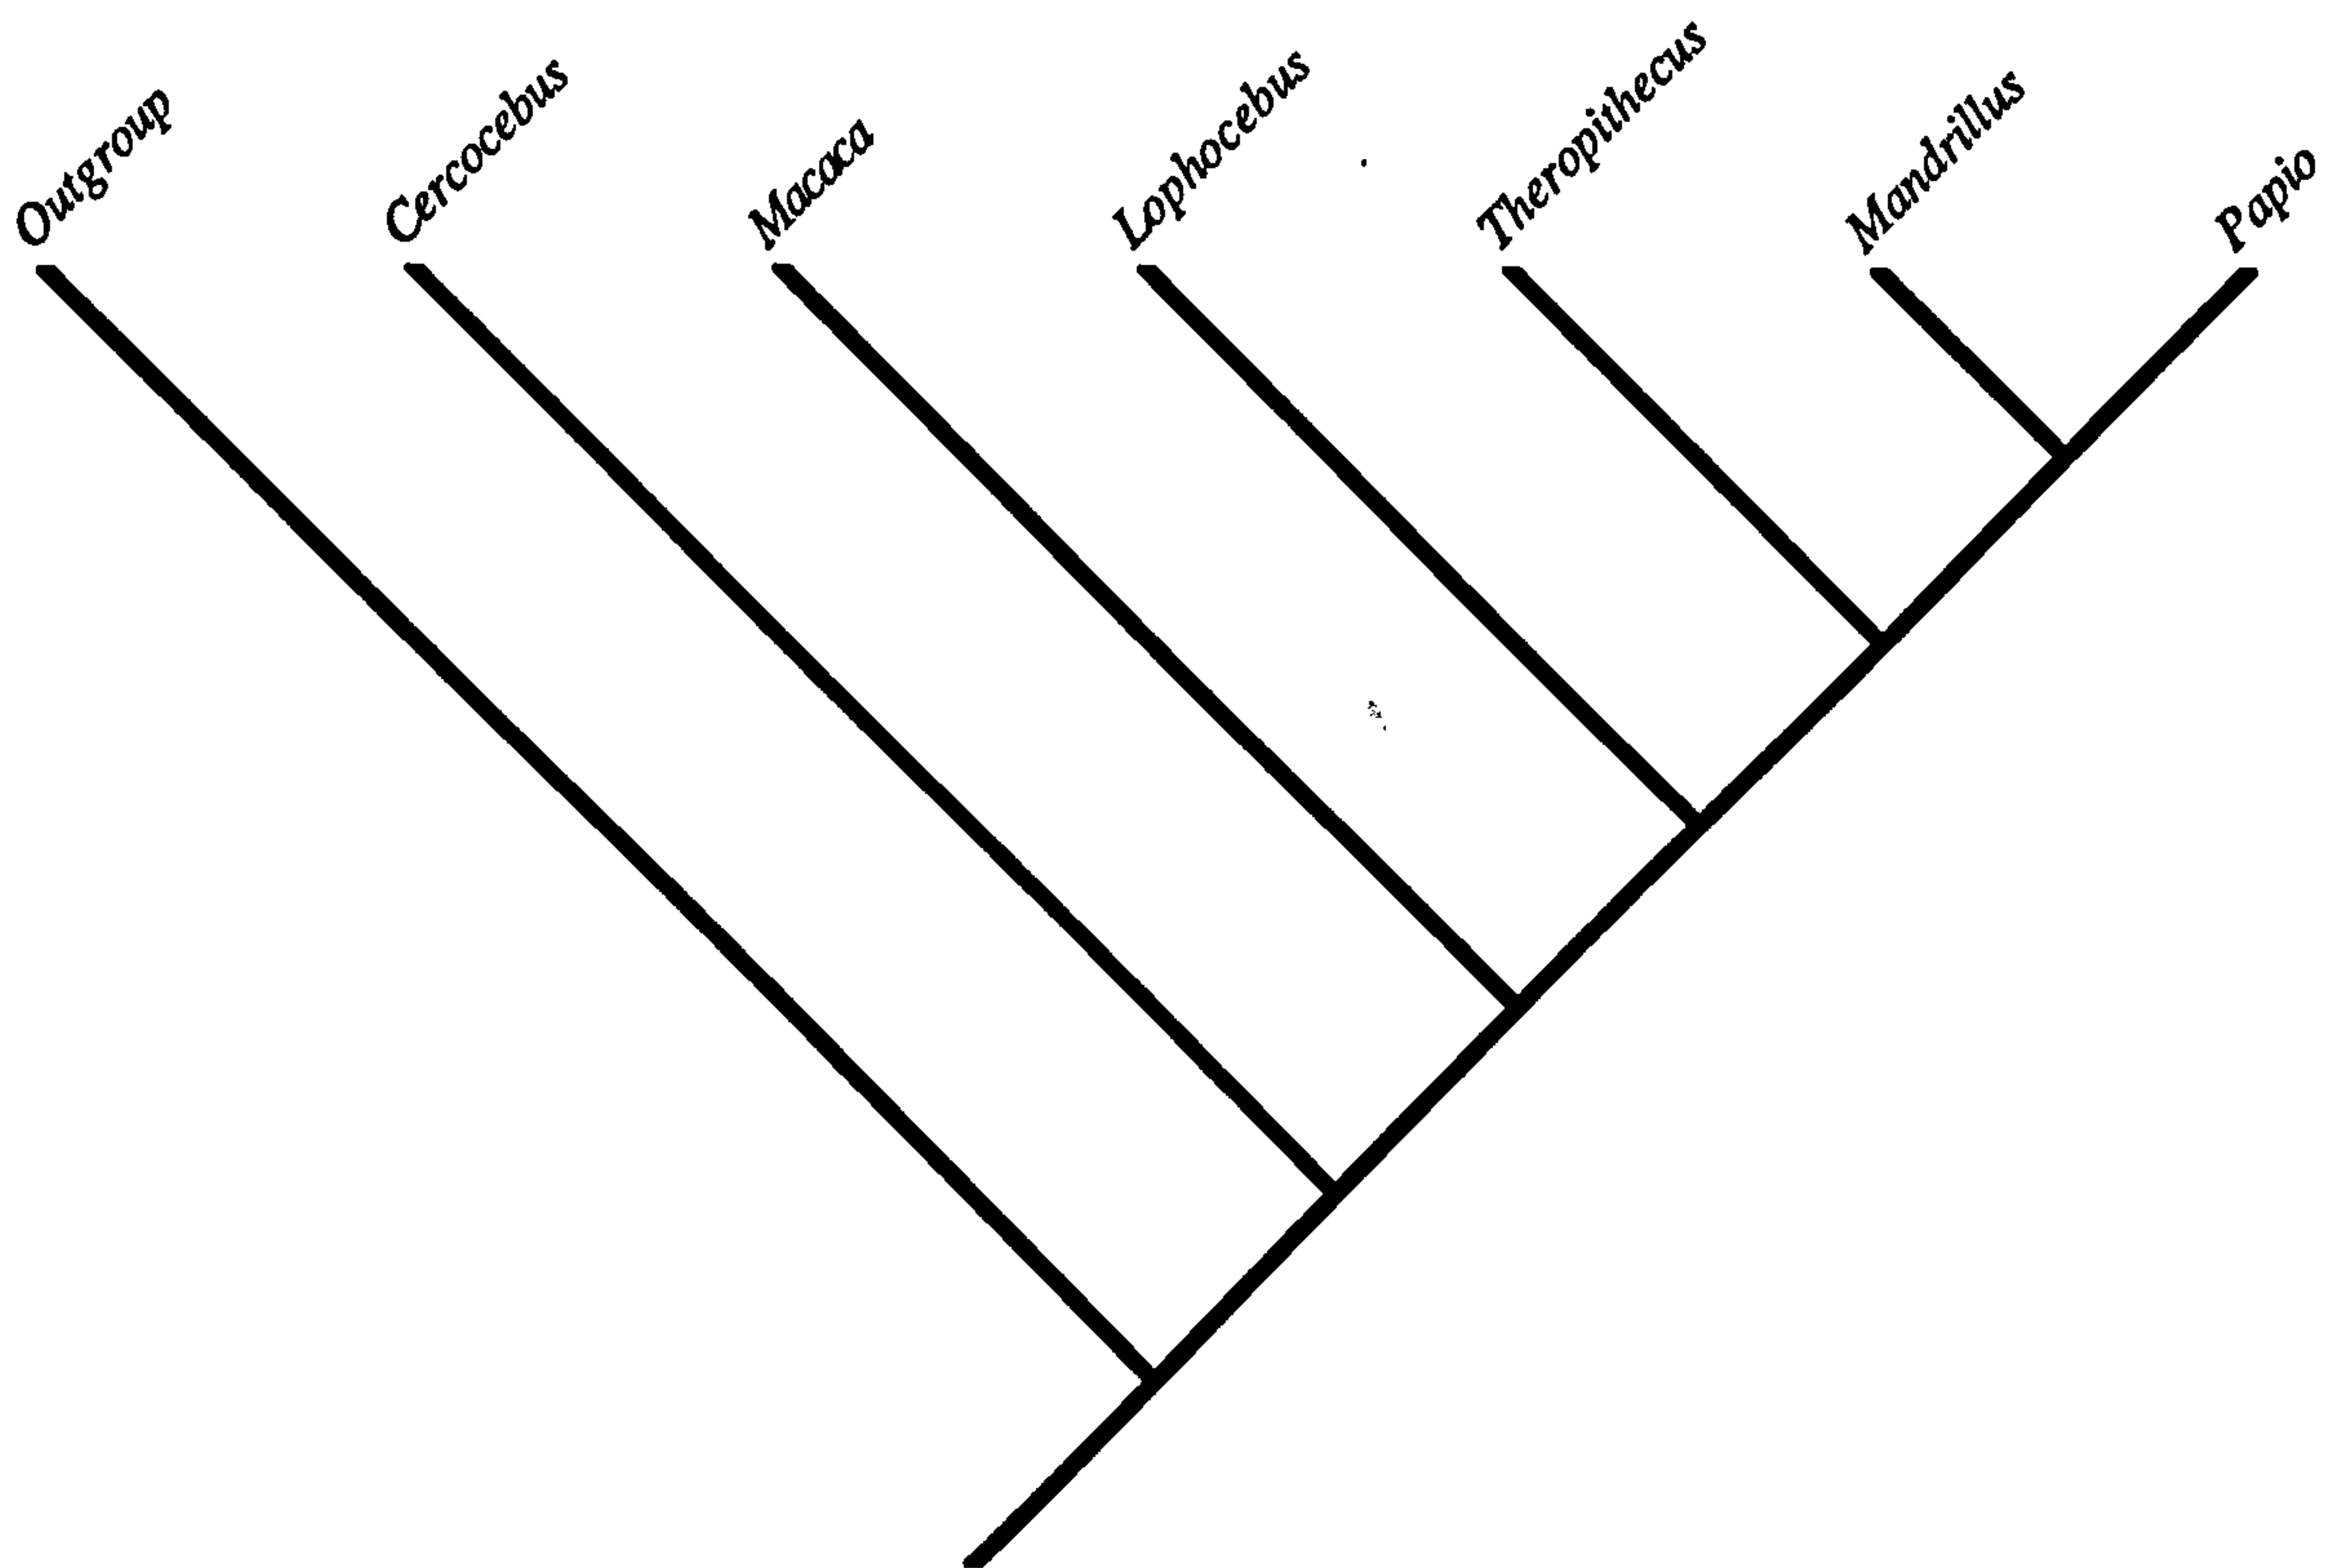 Outgroup
Cercocebus
Macaca
Lophocebus
Theropithecus
Mandrillus
Papio